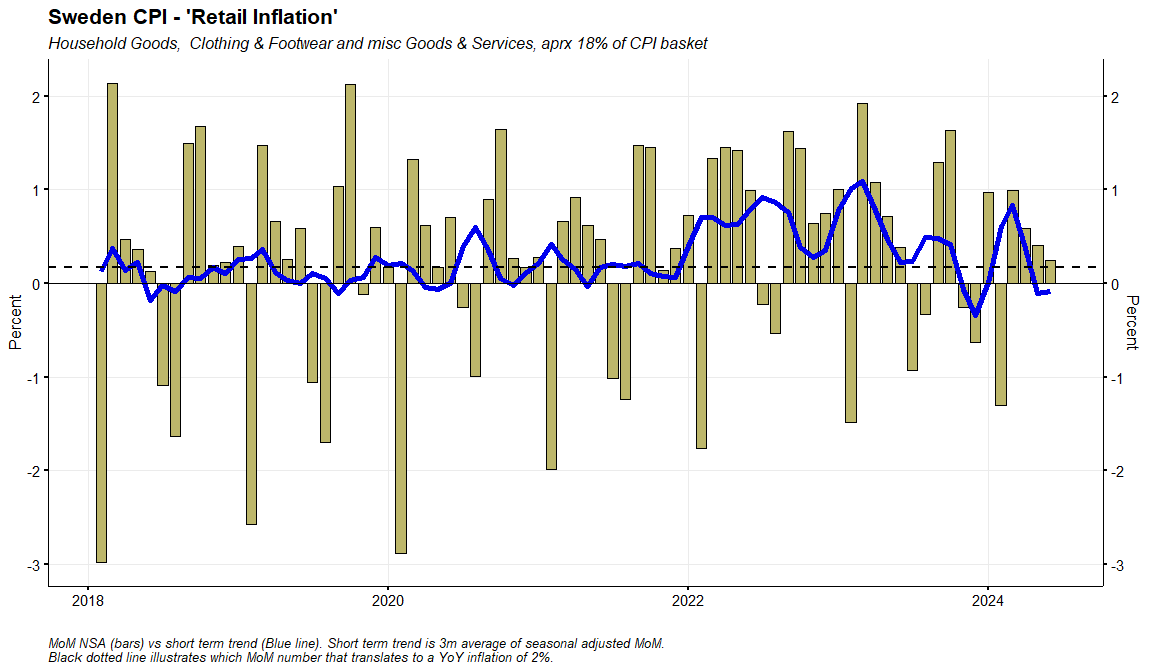 Sweden CPI - 'Retail Inflation'
Household Goods,  Clothing & Footwear and misc Goods & Services, aprx 18% of CPI basket
2
1
0
-1
-2
-3
Percent
2
1
0
-1
-2
-3
Percent
2018
2020
2022
2024
MoM NSA (bars) vs short term trend (Blue line). Short term trend is 3m average of seasonal adjusted MoM.
Black dotted line illustrates which MoM number that translates to a YoY inflation of 2%.